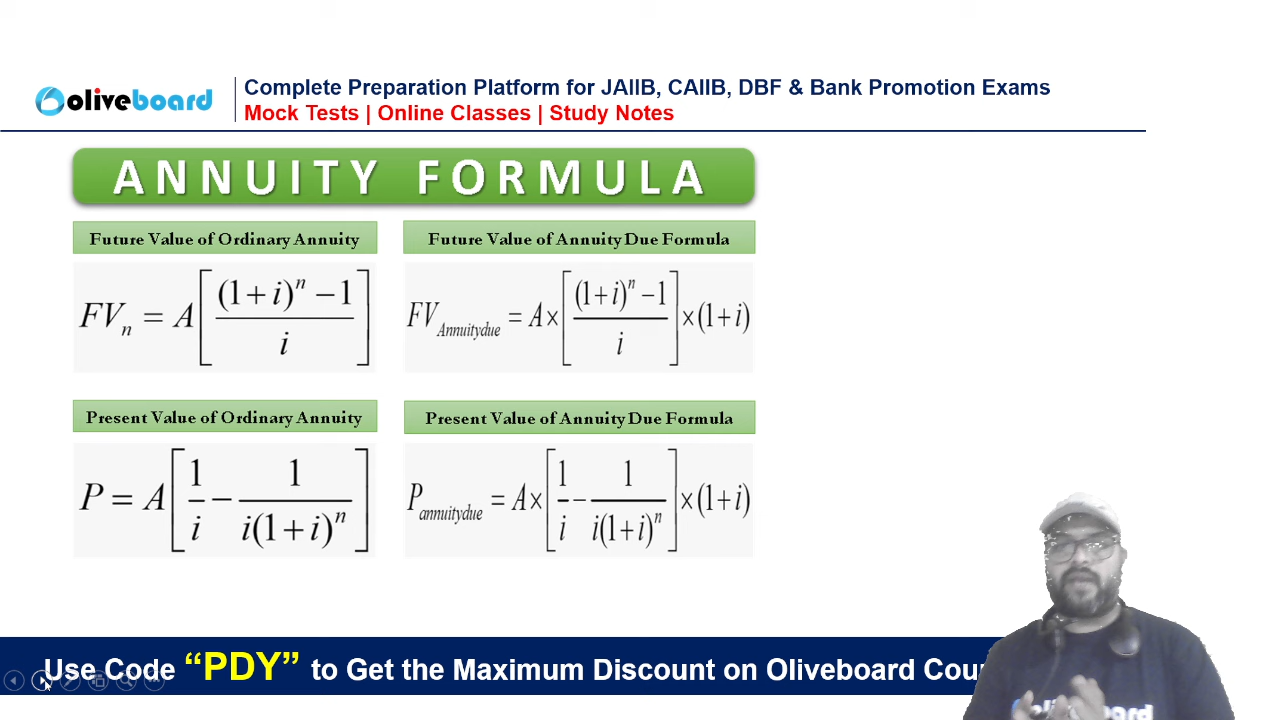 oliveboard
Complete Preparation Platform for JAIIB, CAIIB, DBF & Bank Promotion Exams
Mock Tests | Online Classes | Study Notes
ANNUITY FORMULA
Future Value of Ordinary Annuity
FVₙ = A[((1+i)ⁿ − 1)/i]
Future Value of Annuity Due Formula
FV_Annuitydue = A×[((1+i)ⁿ − 1)/i]×(1+i)
Present Value of Ordinary Annuity
P = A[1/i − 1/(i(1+i)ⁿ)]
Present Value of Annuity Due Formula
P_annuitydue = A×[1/i − 1/(i(1+i)ⁿ)]×(1+i)
Use Code “PDY” to Get the Maximum Discount on Oliveboard Cou